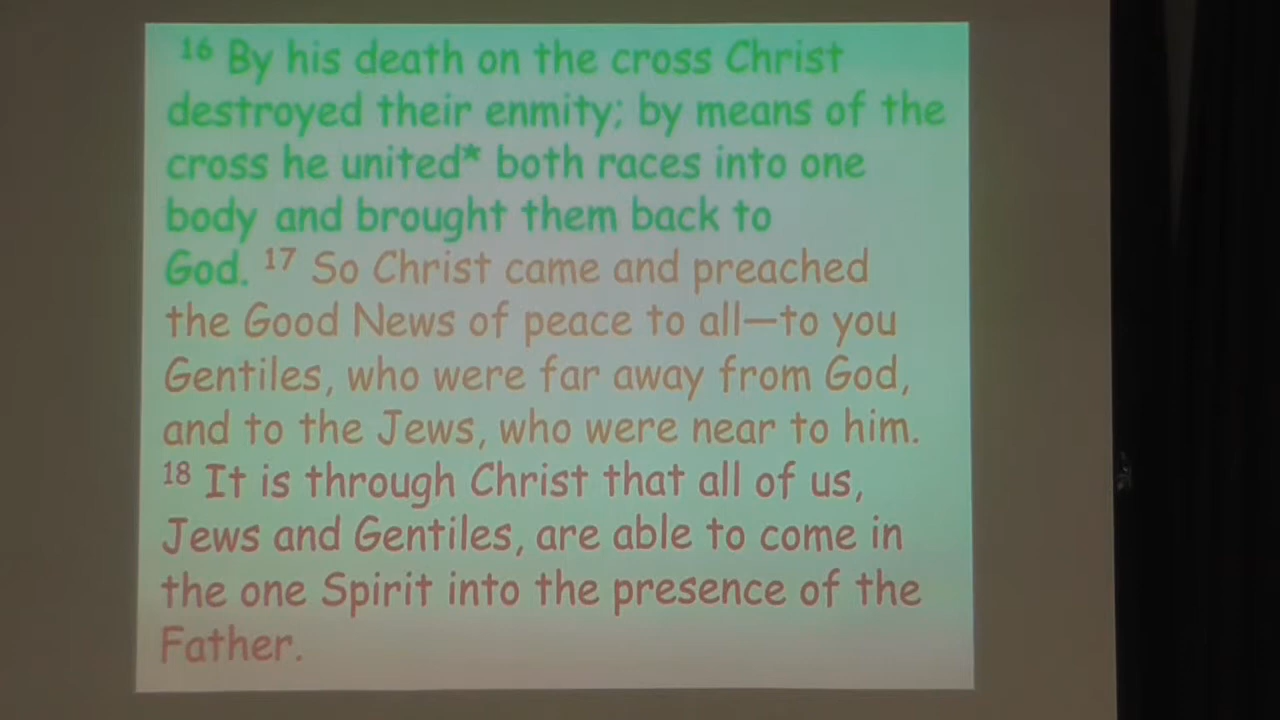 16 By his death on the cross Christ
destroyed their enmity; by means of the
cross he united* both races into one
body and brought them back to
God. 17 So Christ came and preached
the Good News of peace to all—to you
Gentiles, who were far away from God,
and to the Jews, who were near to him.
18 It is through Christ that all of us,
Jews and Gentiles, are able to come in
the one Spirit into the presence of the
Father.